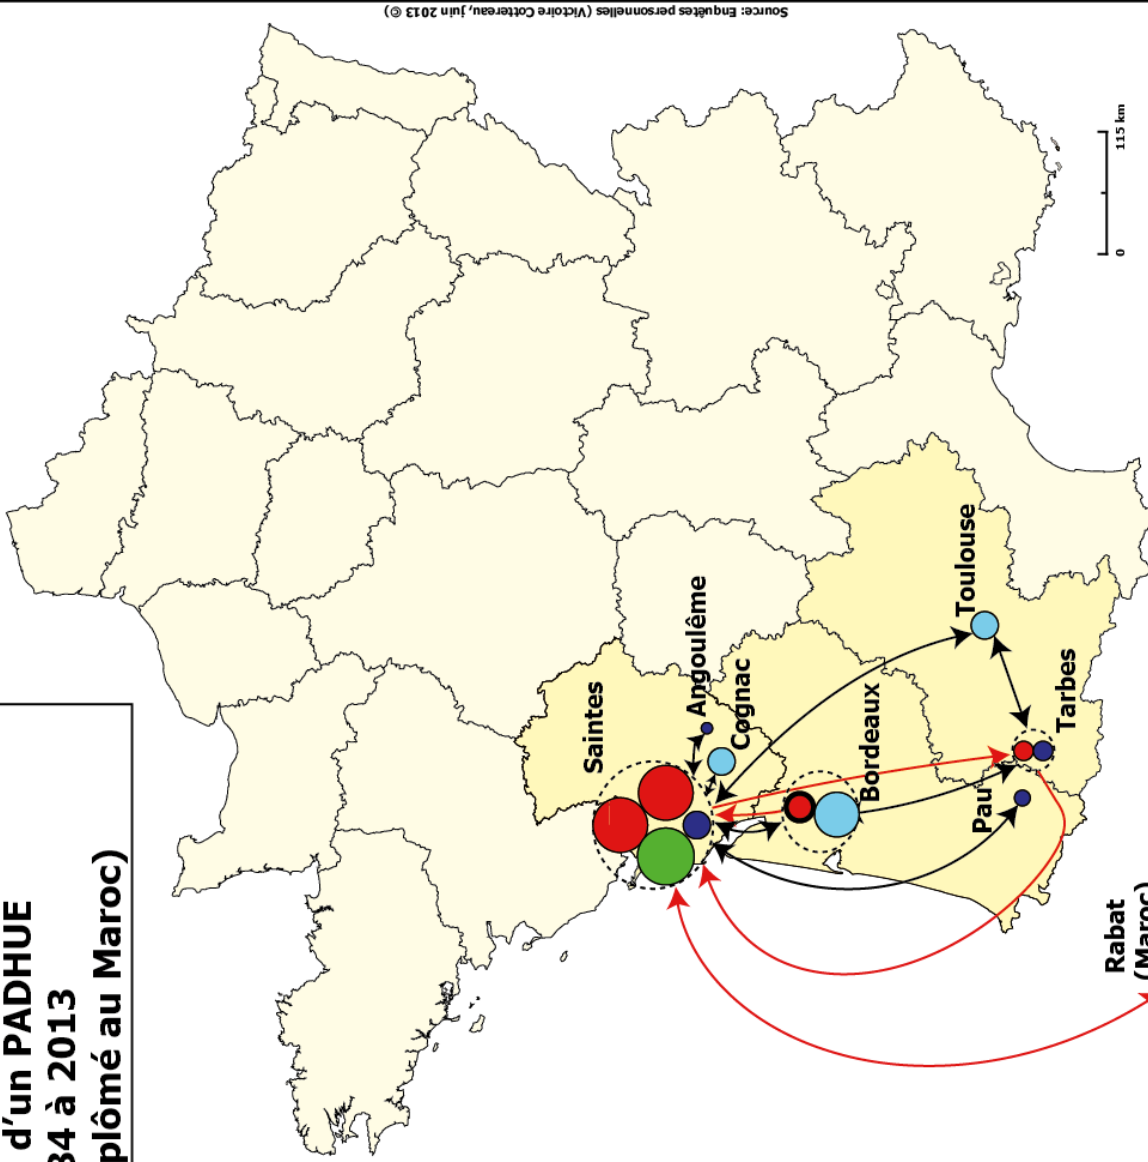 d'un PADHUE
84 à 2013
plômé au Maroc)
Source: Enquêtes personnelles (Victoire Cottereau, juin 2013 ©)
0
115 km
Saintes
Angoulême
Cognac
Bordeaux
Toulouse
Tarbes
Pau
Rabat
(Maroc)